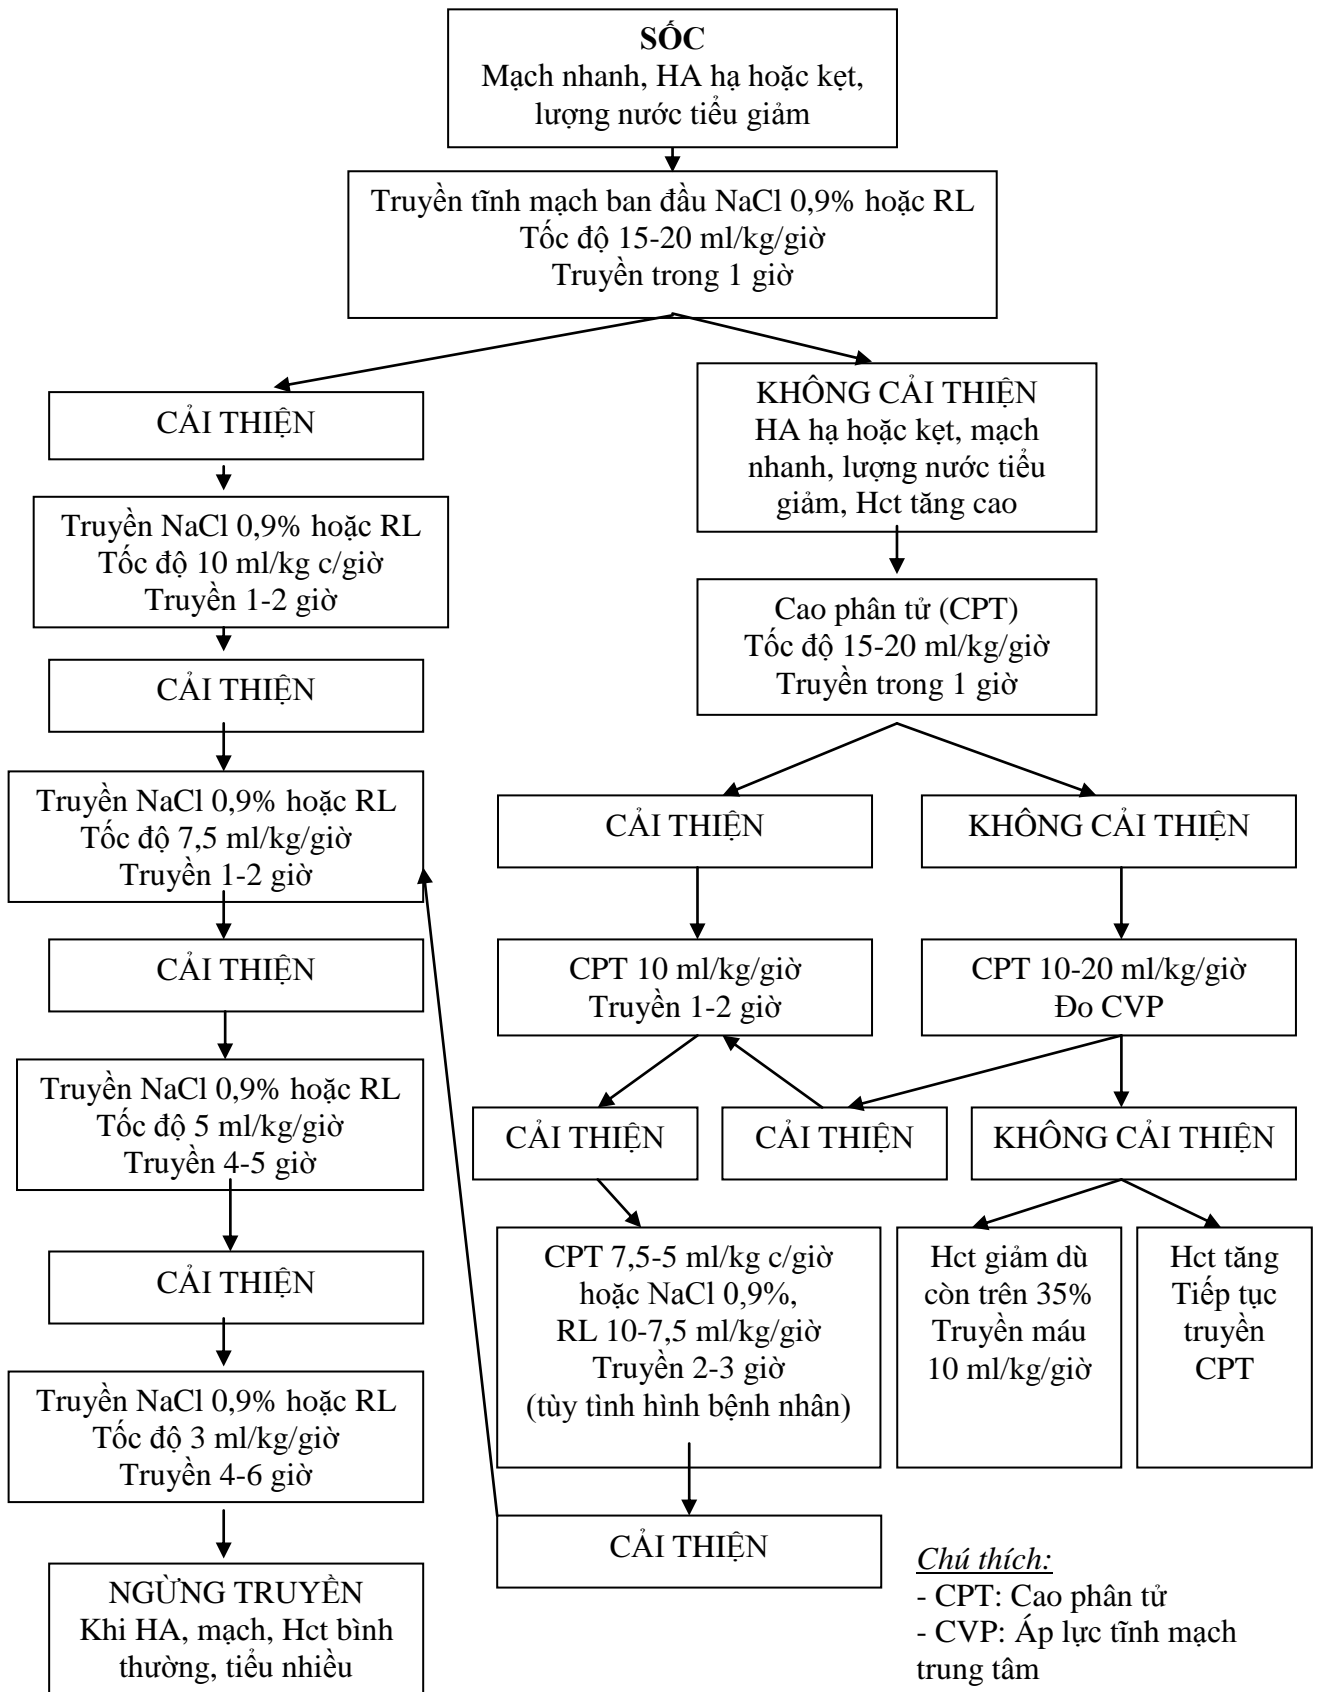 SỐC
Mạch nhanh, HA hạ hoặc kẹt,
lượng nước tiểu giảm
Truyền tĩnh mạch ban đầu NaCl 0,9% hoặc RL
Tốc độ 15-20 ml/kg/giờ
Truyền trong 1 giờ
CẢI THIỆN
KHÔNG CẢI THIỆN
HA hạ hoặc kẹt, mạch
nhanh, lượng nước tiểu
giảm, Hct tăng cao
Truyền NaCl 0,9% hoặc RL
Tốc độ 10 ml/kg c/giờ
Truyền 1-2 giờ
Cao phân tử (CPT)
Tốc độ 15-20 ml/kg/giờ
Truyền trong 1 giờ
CẢI THIỆN
Truyền NaCl 0,9% hoặc RL
Tốc độ 7,5 ml/kg/giờ
Truyền 1-2 giờ
CẢI THIỆN
KHÔNG CẢI THIỆN
CẢI THIỆN
CPT 10 ml/kg/giờ
Truyền 1-2 giờ
CPT 10-20 ml/kg/giờ
Đo CVP
Truyền NaCl 0,9% hoặc RL
Tốc độ 5 ml/kg/giờ
Truyền 4-5 giờ
CẢI THIỆN
CẢI THIỆN
KHÔNG CẢI THIỆN
CẢI THIỆN
CPT 7,5-5 ml/kg c/giờ
hoặc NaCl 0,9%,
RL 10-7,5 ml/kg/giờ
Truyền 2-3 giờ
(tùy tình hình bệnh nhân)
Hct giảm dù
còn trên 35%
Truyền máu
10 ml/kg/giờ
Hct tăng
Tiếp tục
truyền
CPT
Truyền NaCl 0,9% hoặc RL
Tốc độ 3 ml/kg/giờ
Truyền 4-6 giờ
CẢI THIỆN
NGỪNG TRUYỀN
Khi HA, mạch, Hct bình
thường, tiểu nhiều
Chú thích:
- CPT: Cao phân tử
- CVP: Áp lực tĩnh mạch
trung tâm